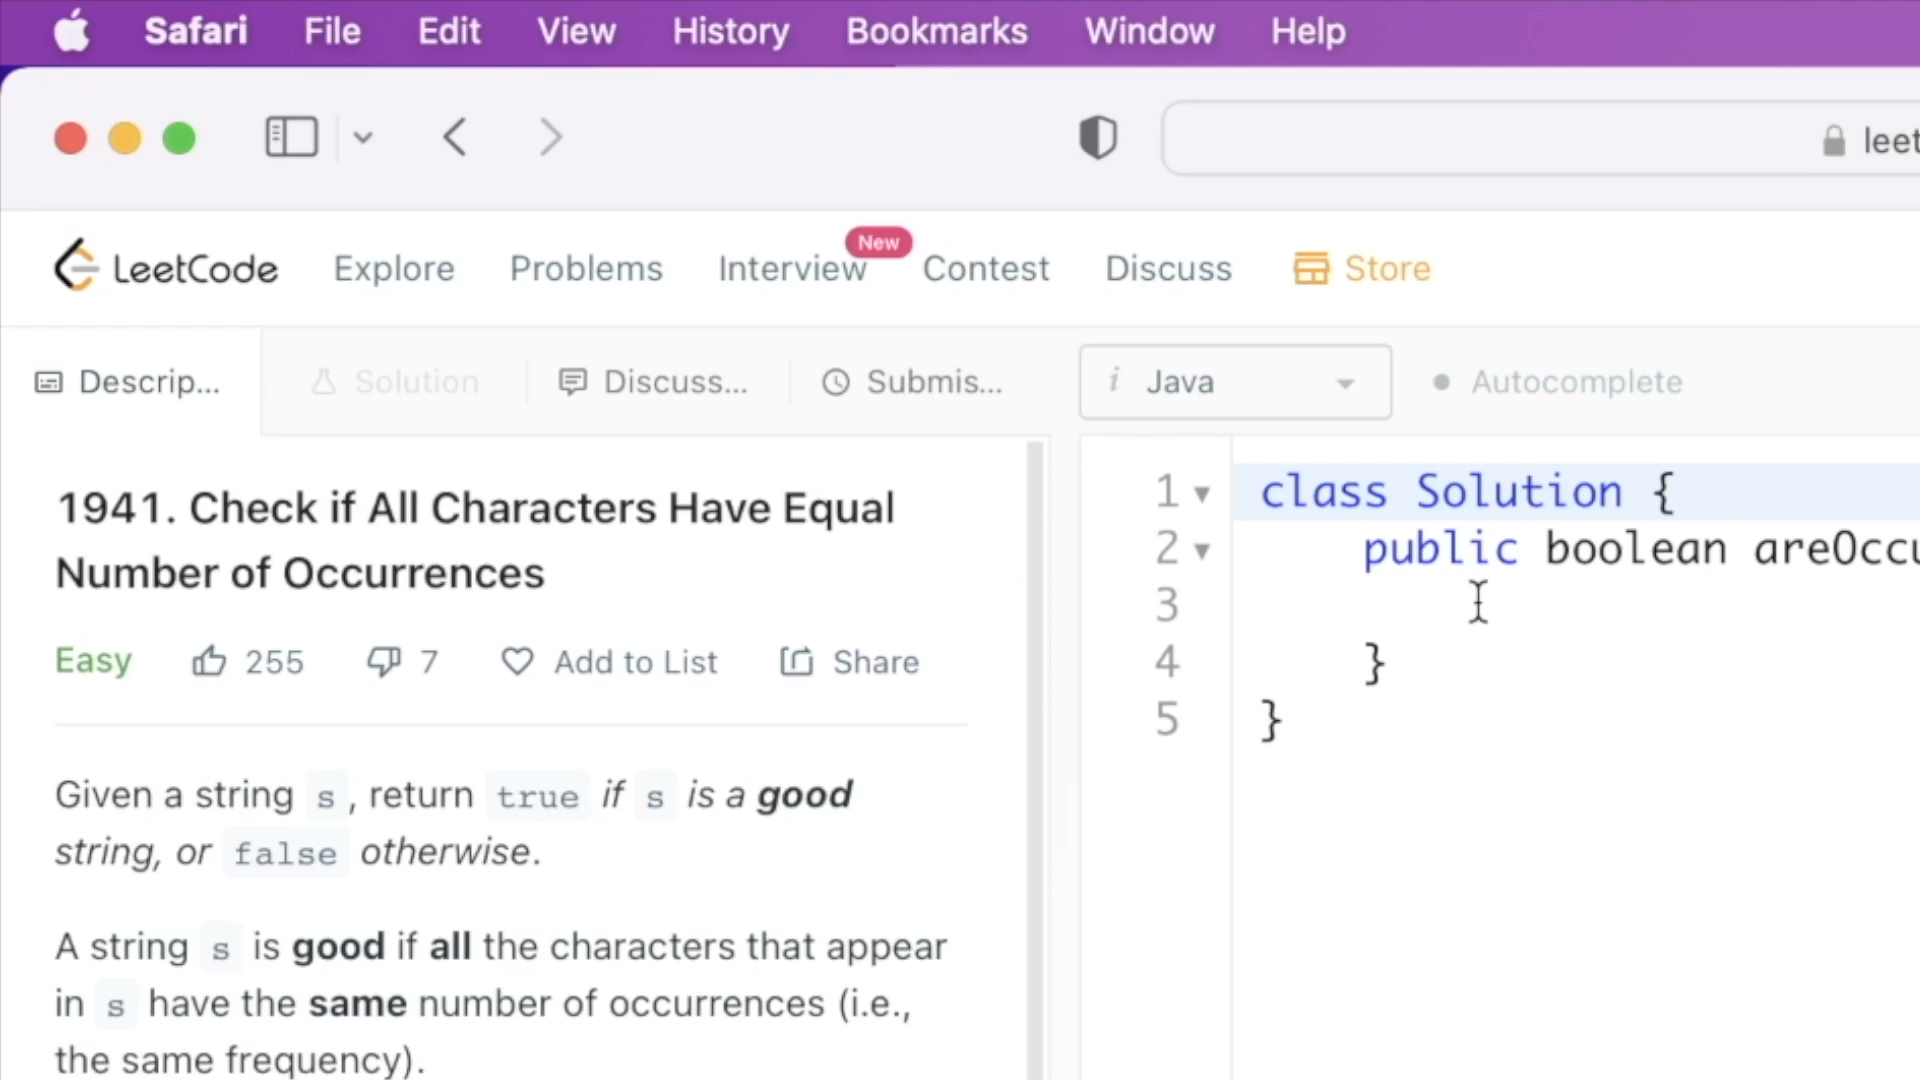 Safari File Edit View History Bookmarks Window Help
leet
LeetCode Explore Problems Interview New Contest Discuss Store
Descrip... Solution Discuss... Submis... i Java Autocomplete
1941. Check if All Characters Have Equal
Number of Occurrences
Easy 255 7 Add to List Share
Given a string s, return true if s is a good
string, or false otherwise.
A string s is good if all the characters that appear
in s have the same number of occurrences (i.e.,
the same frequency).
1 class Solution {
2 public boolean areOccu
3
4 }
5 }